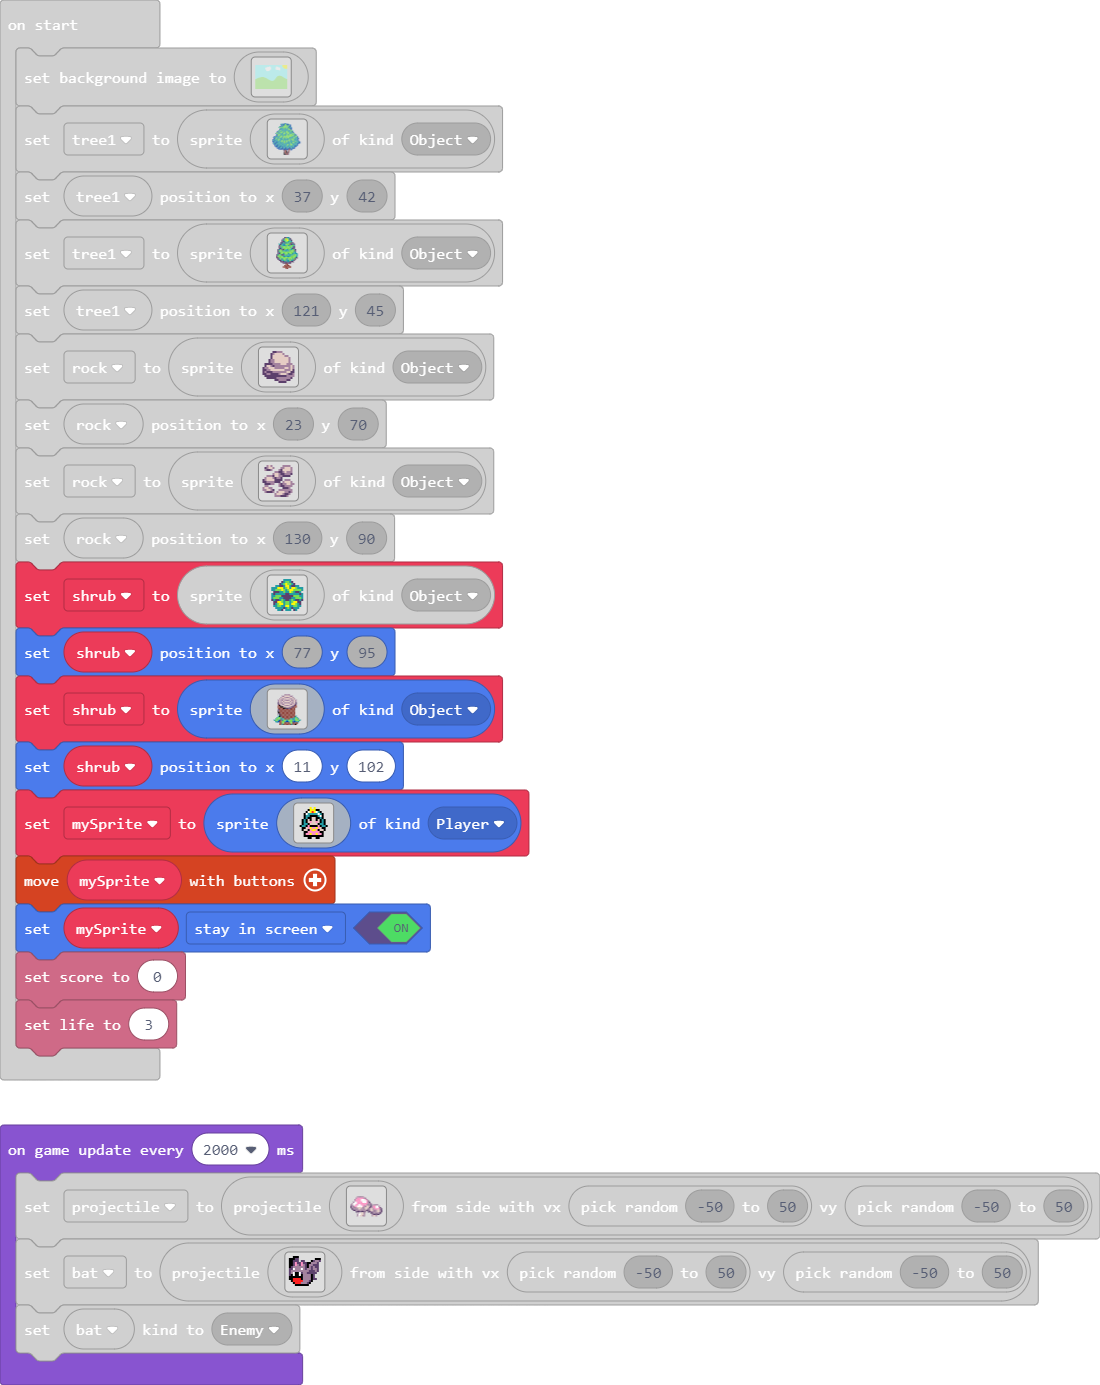 on start
set background image to
set tree1 to sprite of kind Object
set tree1 position to x 37 y 42
set tree1 to sprite of kind Object
set tree1 position to x 121 y 45
set rock to sprite of kind Object
set rock position to x 23 y 70
set rock to sprite of kind Object
set rock position to x 130 y 90
set shrub to sprite of kind Object
set shrub position to x 77 y 95
set shrub to sprite of kind Object
set shrub position to x 11 y 102
set mySprite to sprite of kind Player
move mySprite with buttons
set mySprite stay in screen ON
set score to 0
set life to 3
on game update every 2000 ms
set projectile to projectile from side with vx pick random -50 to 50 vy pick random -50 to 50
set bat to projectile from side with vx pick random -50 to 50 vy pick random -50 to 50
set bat kind to Enemy